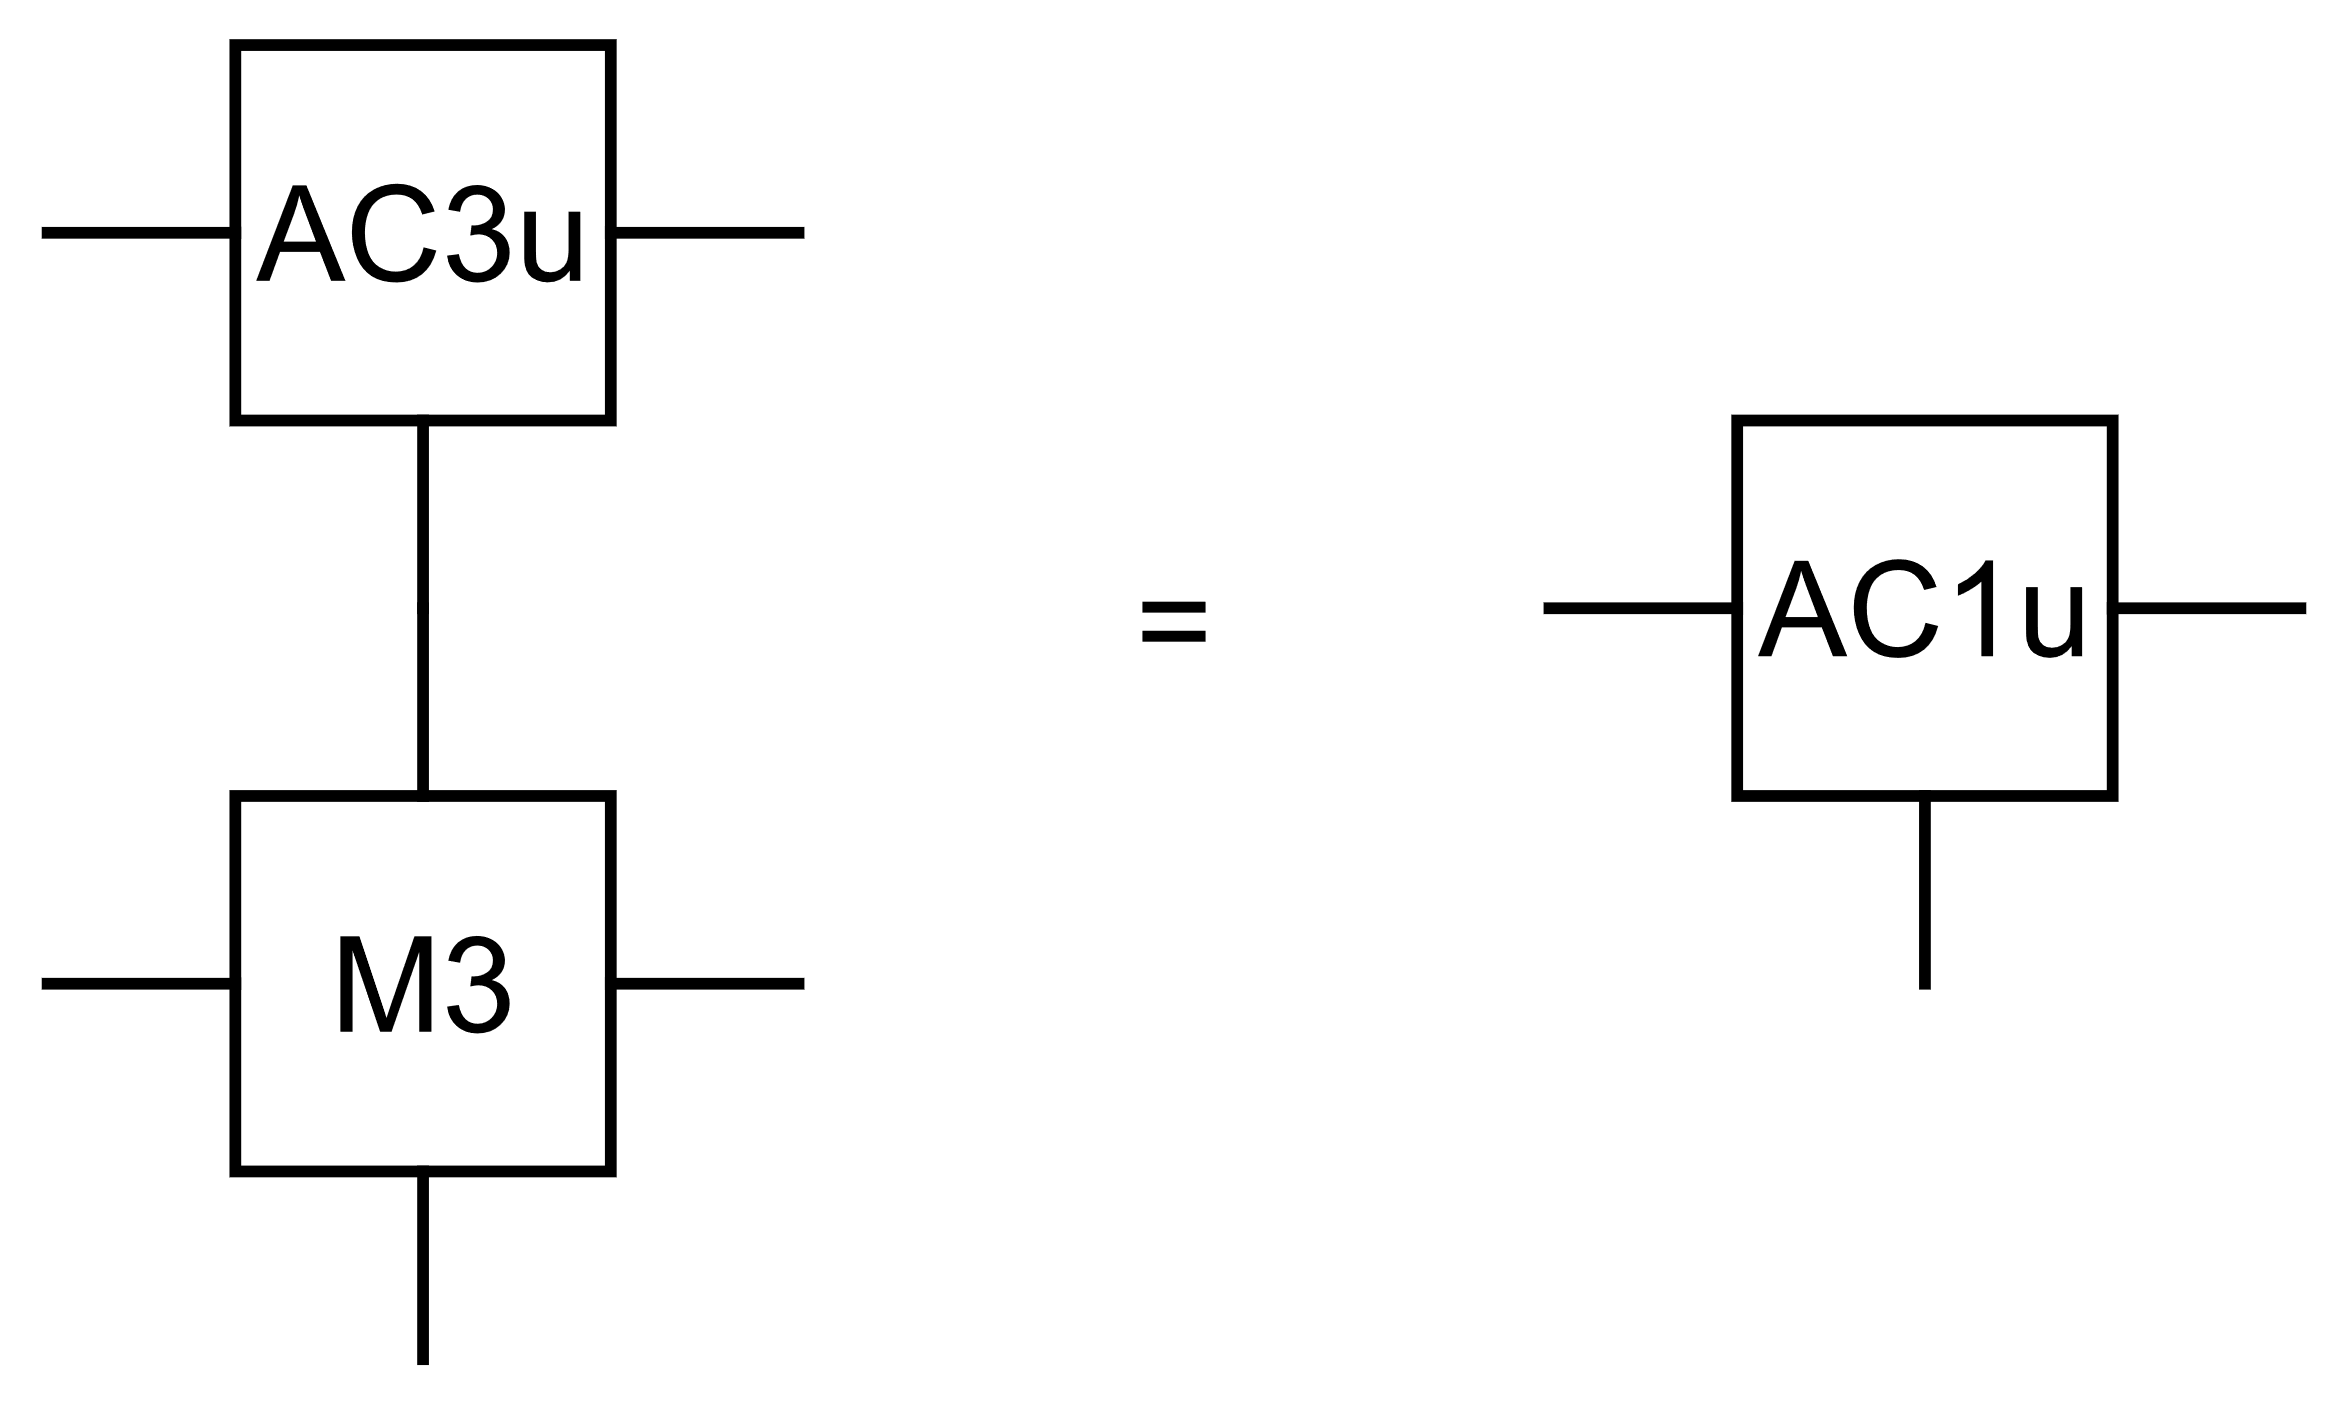 AC3u
=
AC1u
M3